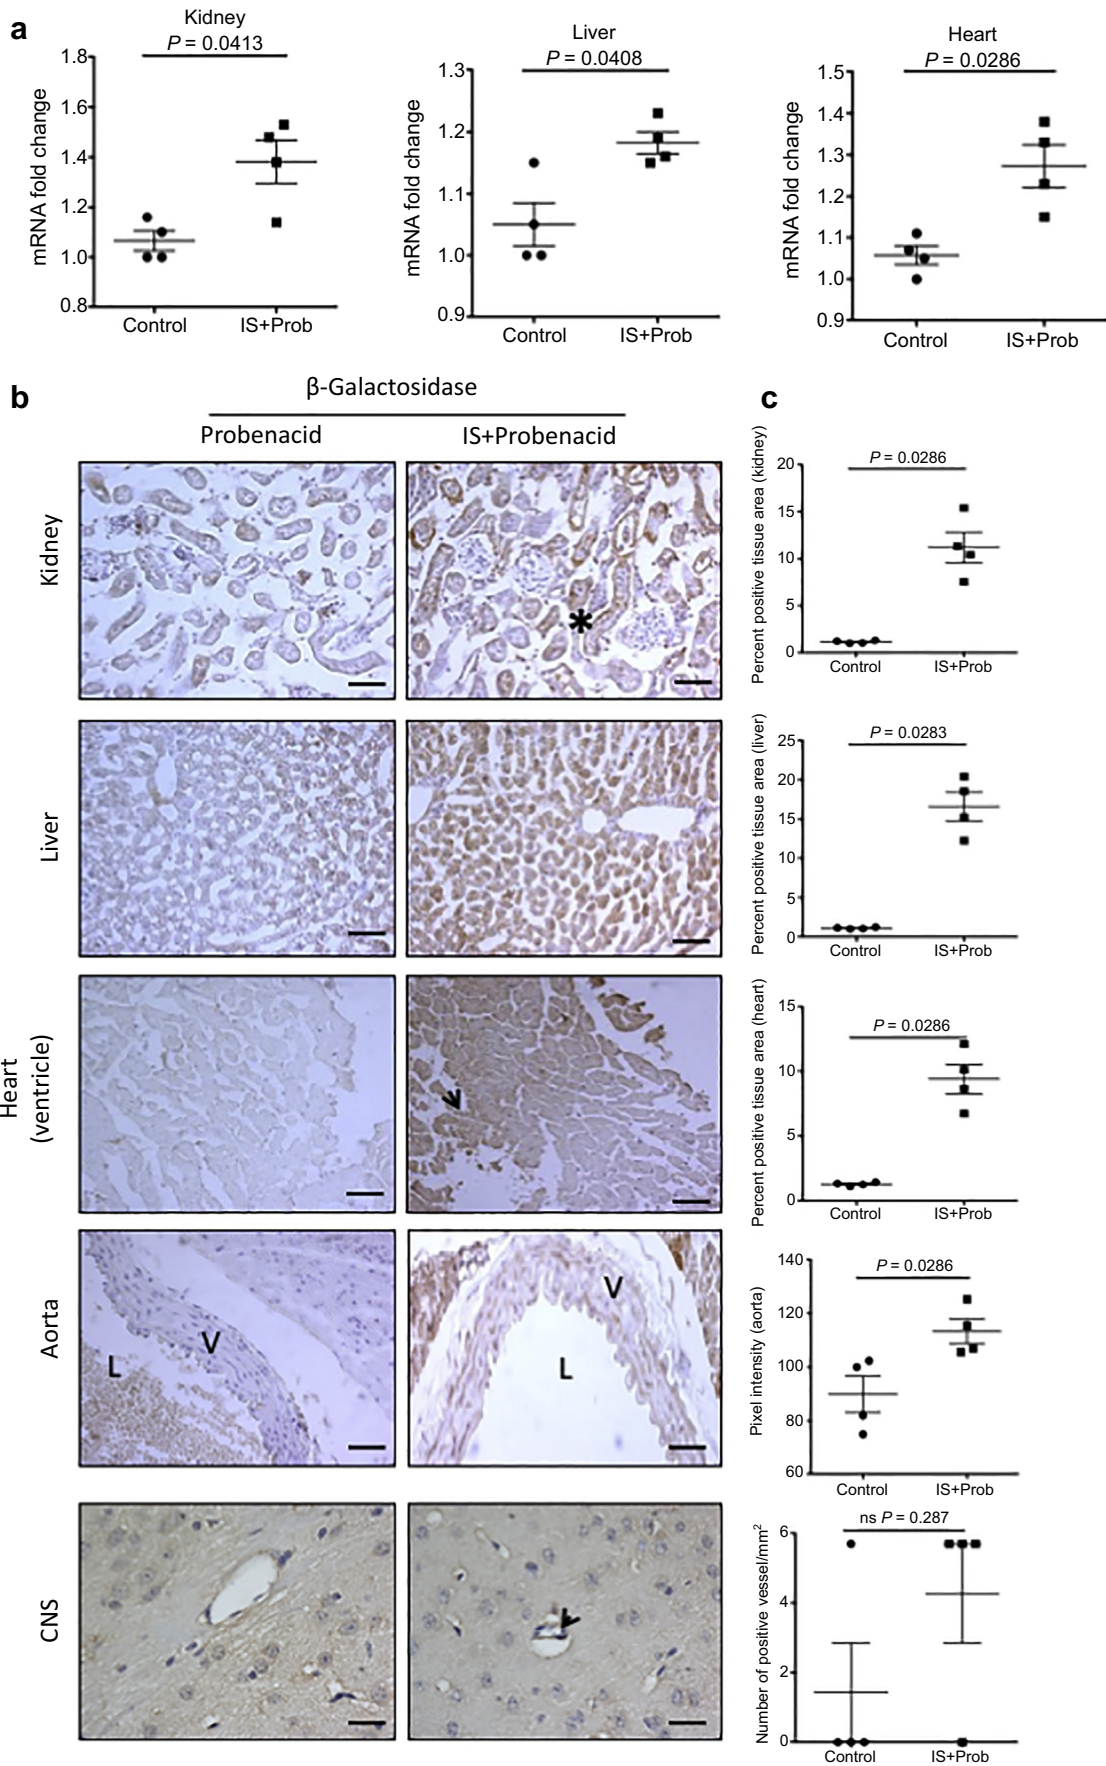 a
Kidney
P = 0.0413
mRNA fold change
1.8
1.6
1.4
1.2
1.0
0.8
Control
IS+Prob
Liver
P = 0.0408
mRNA fold change
1.3
1.2
1.1
1.0
0.9
Control
IS+Prob
Heart
P = 0.0286
mRNA fold change
1.5
1.4
1.3
1.2
1.1
1.0
0.9
Control
IS+Prob
b
β-Galactosidase
Probenacid
IS+Probenacid
Kidney
*
Liver
Heart
(ventricle)
Aorta
L
V
V
L
CNS
c
Percent positive tissue area (kidney)
P = 0.0286
20
15
10
5
0
Control
IS+Prob
Percent positive tissue area (liver)
P = 0.0283
25
20
15
10
5
0
Control
IS+Prob
Percent positive tissue area (heart)
P = 0.0286
15
10
5
0
Control
IS+Prob
Pixel intensity (aorta)
P = 0.0286
140
120
100
80
60
Control
IS+Prob
Number of positive vessel/mm²
ns P = 0.287
6
4
2
0
Control
IS+Prob